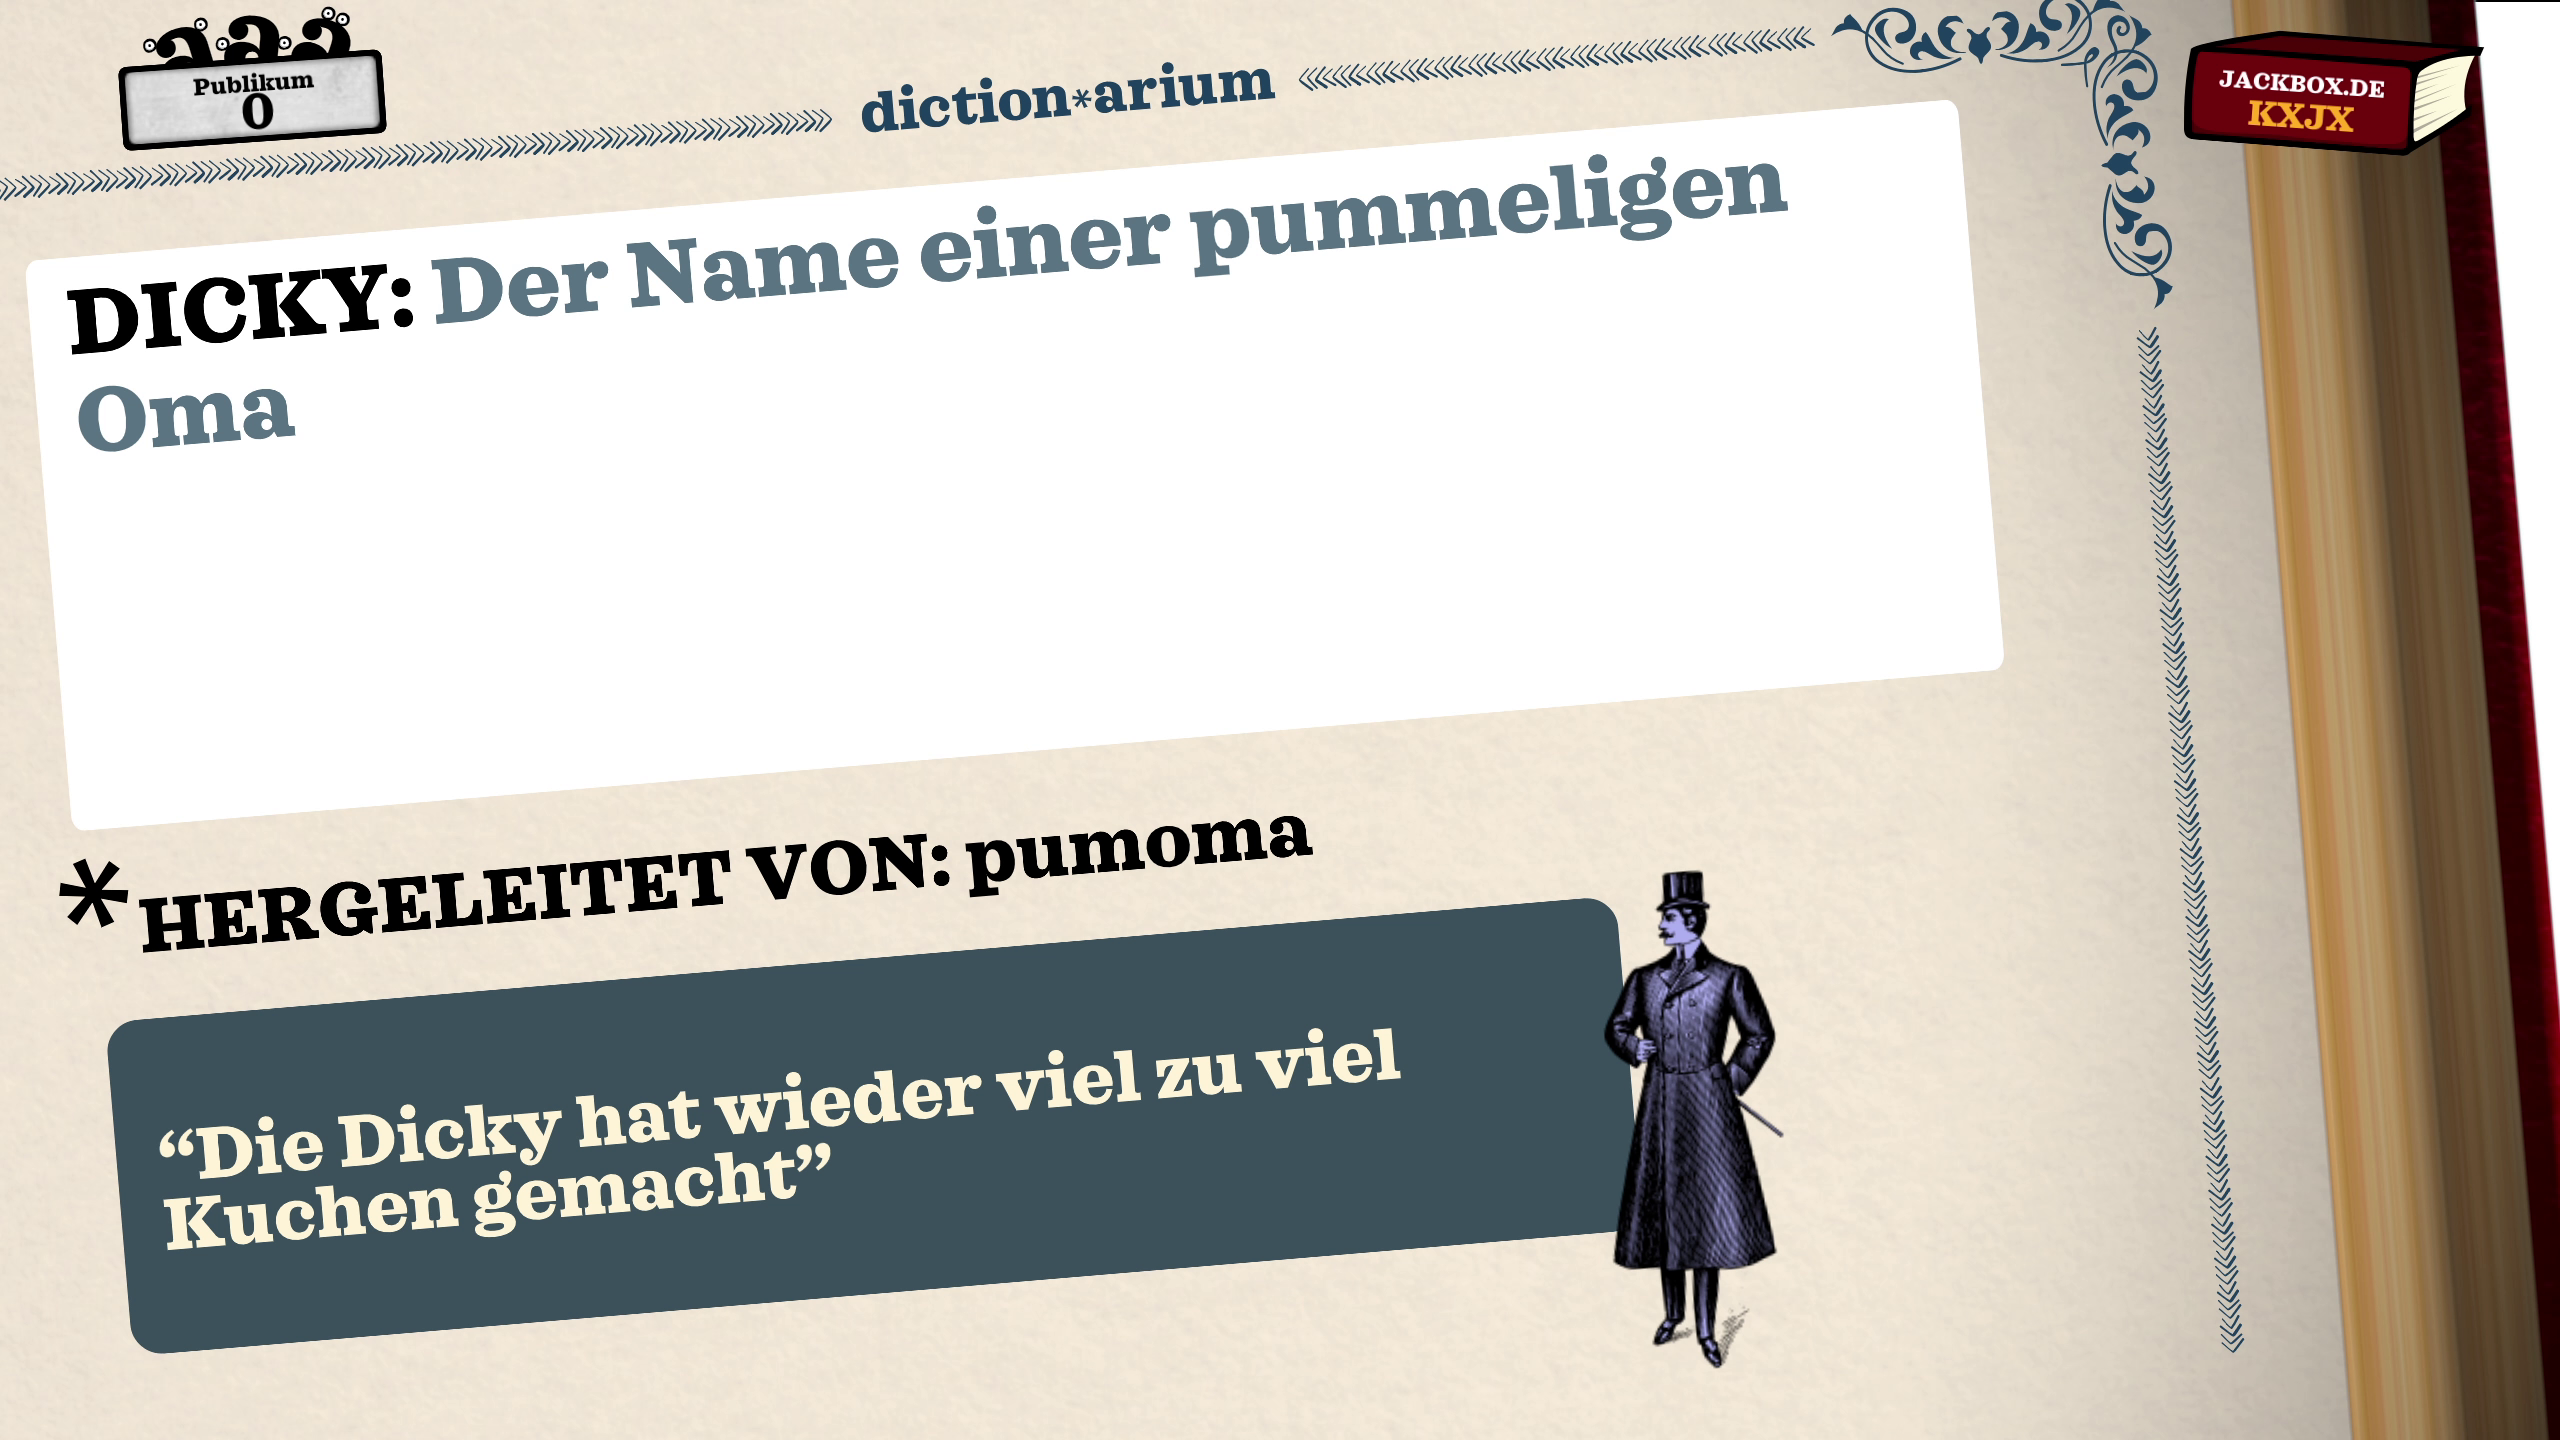 Publikum
0
diction*arium
JACKBOX.DE
KXJX
DICKY: Der Name einer pummeligen
Oma
*HERGELEITET VON: pumoma
“Die Dicky hat wieder viel zu viel
Kuchen gemacht”